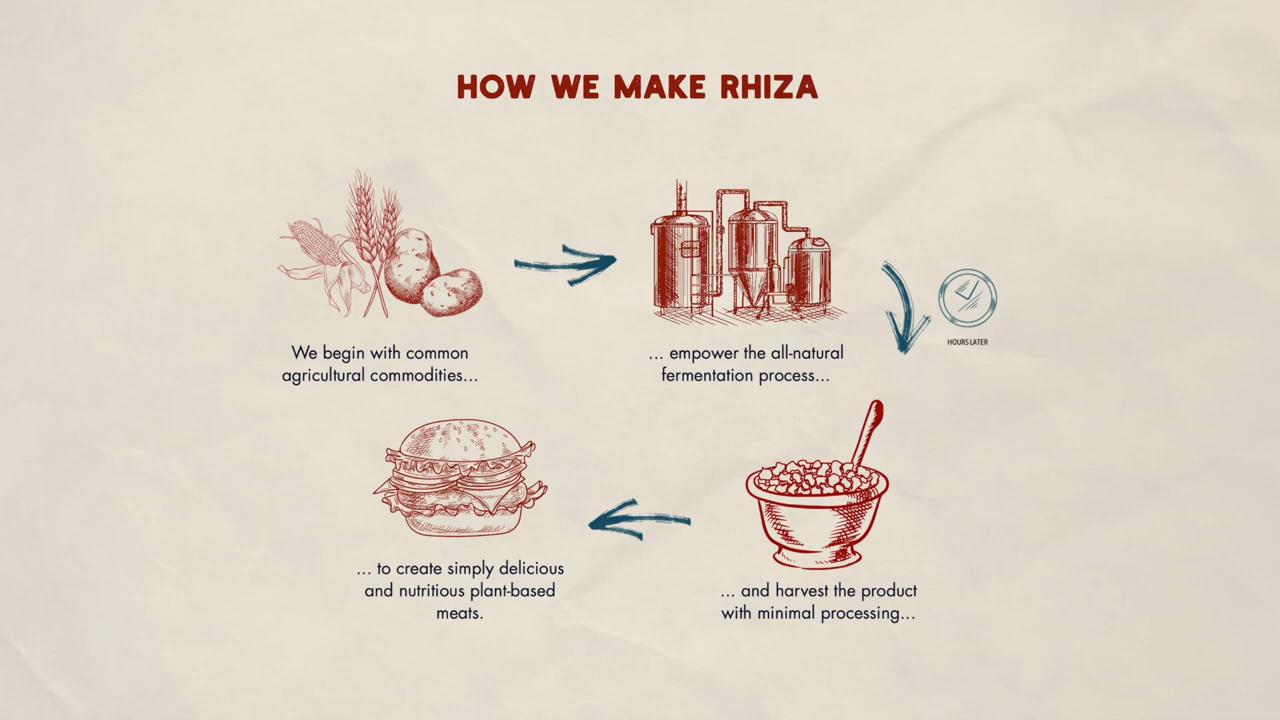 HOW WE MAKE RHIZA
We begin with common
agricultural commodities...
... empower the all-natural
fermentation process...
HOURS LATER
... and harvest the product
with minimal processing...
... to create simply delicious
and nutritious plant-based
meats.